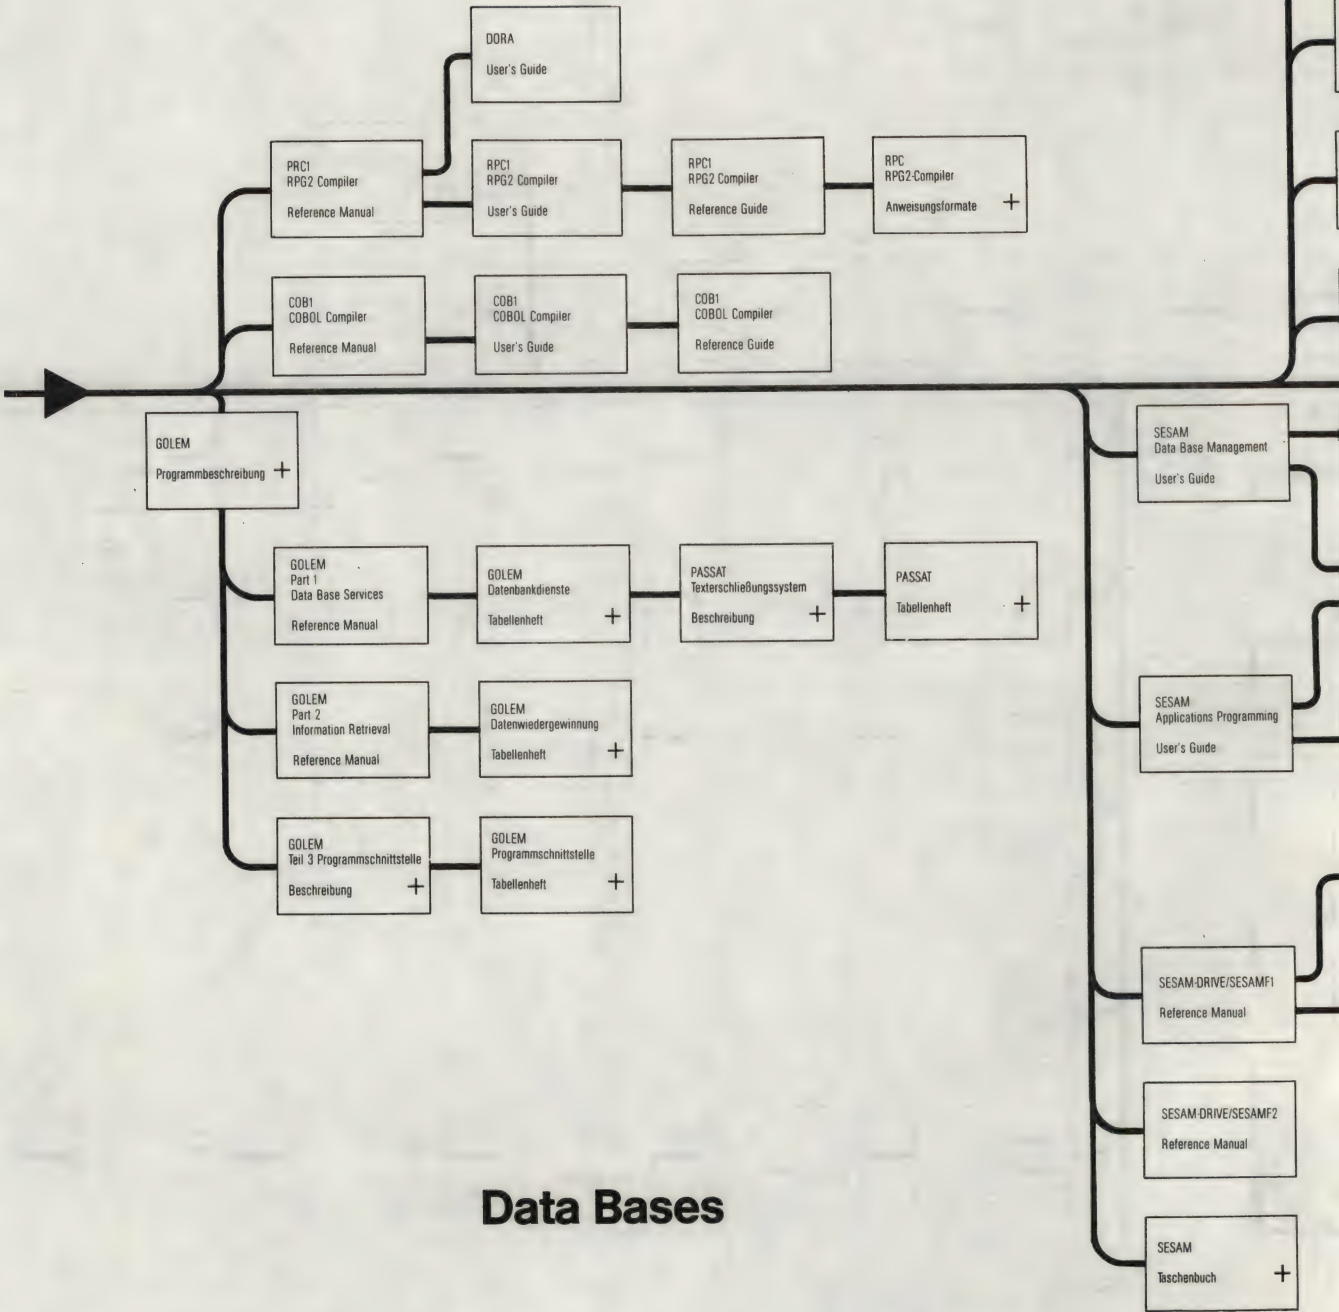 DORA
User's Guide
PRC1
RPG2 Compiler
Reference Manual
RPC1
RPG2 Compiler
User's Guide
RPC1
RPG2 Compiler
Reference Guide
RPC
RPG2-Compiler
Anweisungsformate +
COB1
COBOL Compiler
Reference Manual
COB1
COBOL Compiler
User's Guide
COB1
COBOL Compiler
Reference Guide
GOLEM
Programmbeschreibung +
GOLEM
Part 1
Data Base Services
Reference Manual
GOLEM
Datenbankdienste
Tabellenheft +
PASSAT
Texterschließungssystem
Beschreibung +
PASSAT
Tabellenheft +
GOLEM
Part 2
Information Retrieval
Reference Manual
GOLEM
Datenwiedergewinnung
Tabellenheft +
GOLEM
Teil 3 Programmschnittstelle
Beschreibung +
GOLEM
Programmschnittstelle
Tabellenheft +
SESAM
Data Base Management
User's Guide
SESAM
Applications Programming
User's Guide
SESAM-DRIVE/SESAMF1
Reference Manual
SESAM-DRIVE/SESAMF2
Reference Manual
SESAM
Taschenbuch +
Data Bases